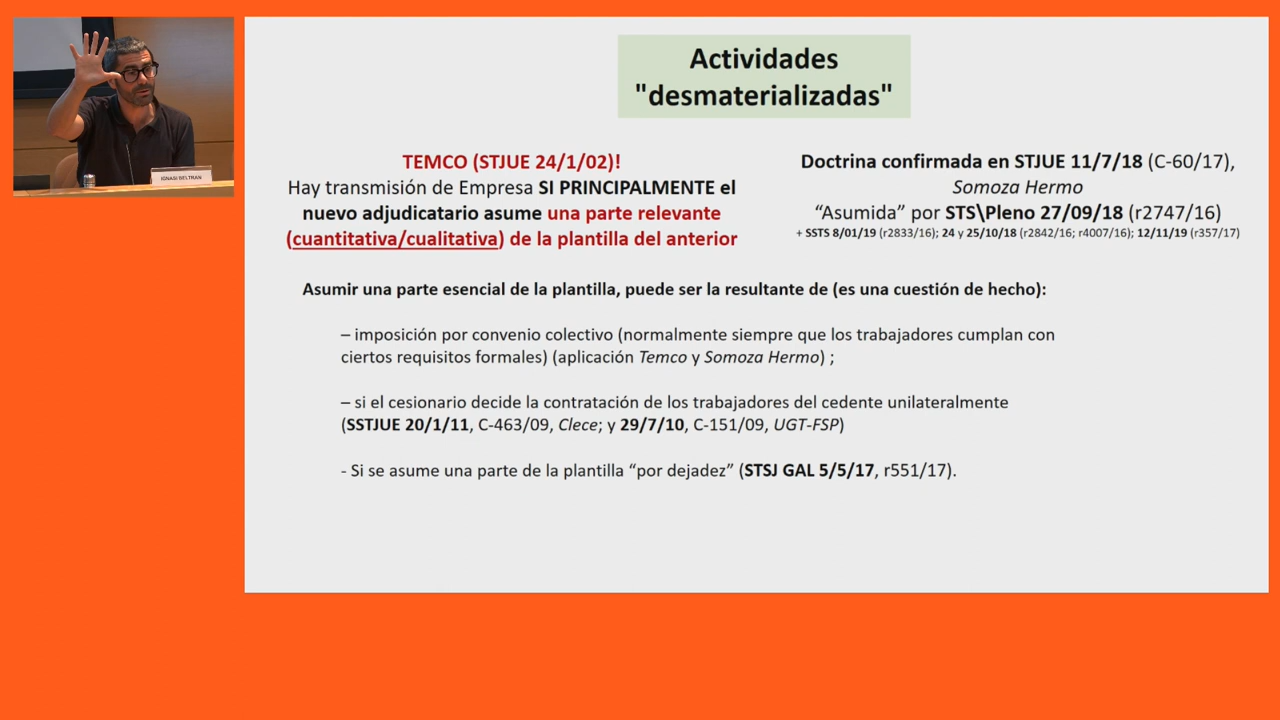 IGNASI BELTRAN
Actividades
"desmaterializadas"
TEMCO (STJUE 24/1/02)!
Hay transmisión de Empresa SI PRINCIPALMENTE el
nuevo adjudicatario asume una parte relevante
(cuantitativa/cualitativa) de la plantilla del anterior
Doctrina confirmada en STJUE 11/7/18 (C-60/17),
Somoza Hermo
“Asumida” por STS\Pleno 27/09/18 (r2747/16)
+ SSTS 8/01/19 (r2833/16); 24 y 25/10/18 (r2842/16; r4007/16); 12/11/19 (r357/17)
Asumir una parte esencial de la plantilla, puede ser la resultante de (es una cuestión de hecho):
– imposición por convenio colectivo (normalmente siempre que los trabajadores cumplan con
ciertos requisitos formales) (aplicación Temco y Somoza Hermo) ;
– si el cesionario decide la contratación de los trabajadores del cedente unilateralmente
(SSTJUE 20/1/11, C-463/09, Clece; y 29/7/10, C-151/09, UGT-FSP)
- Si se asume una parte de la plantilla “por dejadez” (STSJ GAL 5/5/17, r551/17).